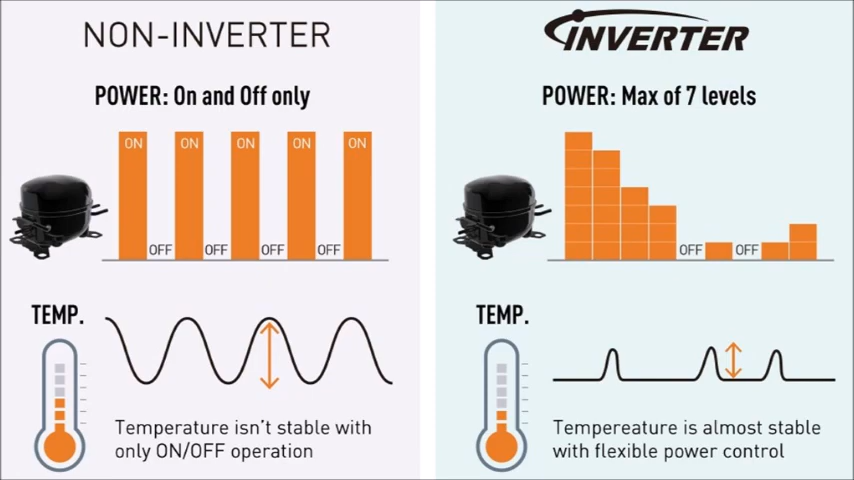 NON-INVERTER
POWER: On and Off only
ON ON ON ON ON
OFF OFF OFF OFF
TEMP.
Temperature isn't stable with
only ON/OFF operation
INVERTER
POWER: Max of 7 levels
OFF OFF
TEMP.
Tempereature is almost stable
with flexible power control